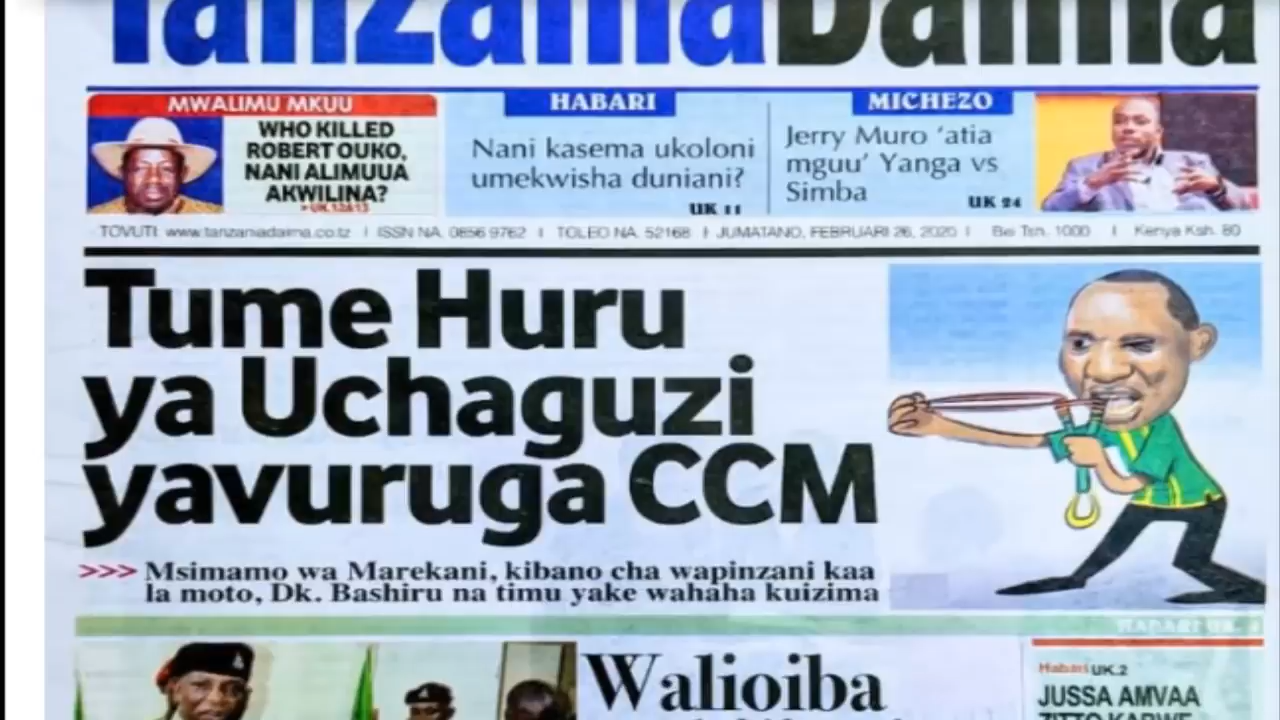 TanzaniaDaima
MWALIMU MKUU
WHO KILLED
ROBERT OUKO,
NANI ALIMUUA
AKWILINA?
HABARI
Nani kasema ukoloni
umekwisha duniani?
UK 11
MICHEZO
Jerry Muro ‘atia
mguu’ Yanga vs
Simba
UK 24
TOVUTI: www.tanzaniadaima.co.tz | ISSN NA. 0856 9762 | TOLEO NA. 52168 | JUMATANO, FEBRUARI 26, 2020 | Bei Tsh. 1000 | Kenya Ksh. 80
Tume Huru
ya Uchaguzi
yavuruga CCM
>>> Msimamo wa Marekani, kibano cha wapinzani kaa
la moto, Dk. Bashiru na timu yake wahaha kuizima
HABARI UK.
Walioiba
Habari UK.2
JUSSA AMVAA
ZITTO KABWE